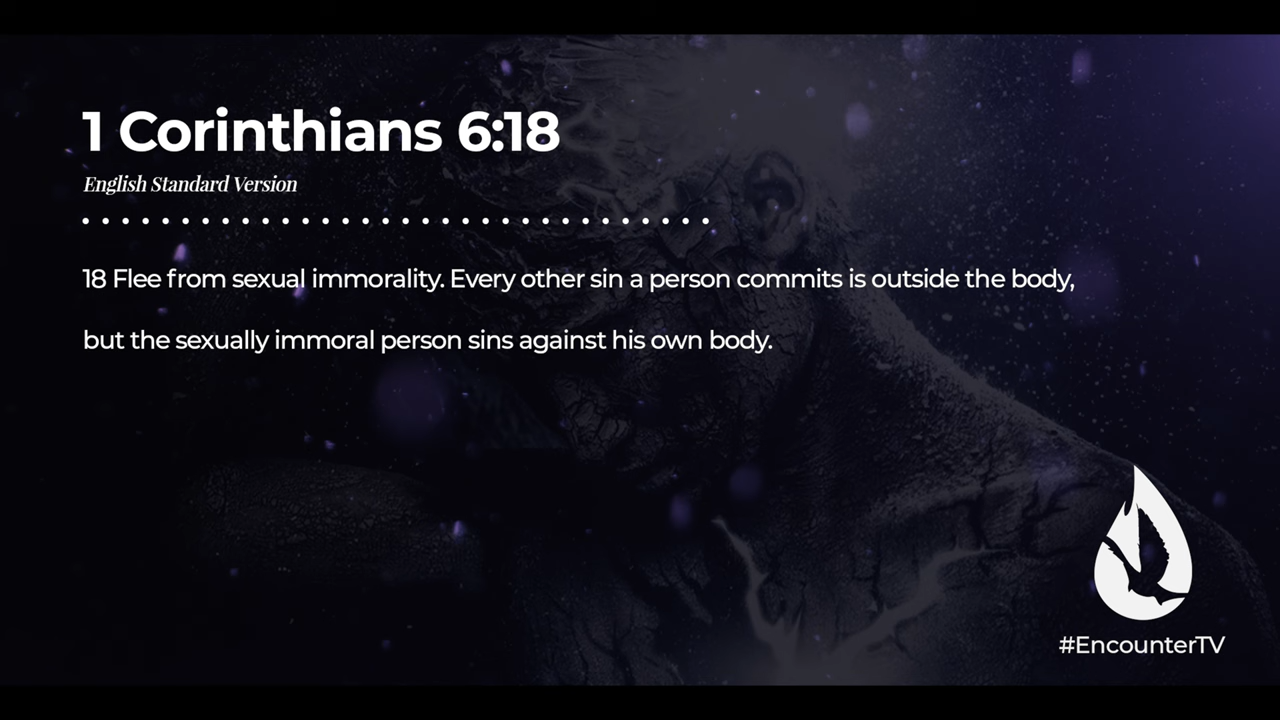 1 Corinthians 6:18
English Standard Version
18 Flee from sexual immorality. Every other sin a person commits is outside the body,
but the sexually immoral person sins against his own body.
#EncounterTV